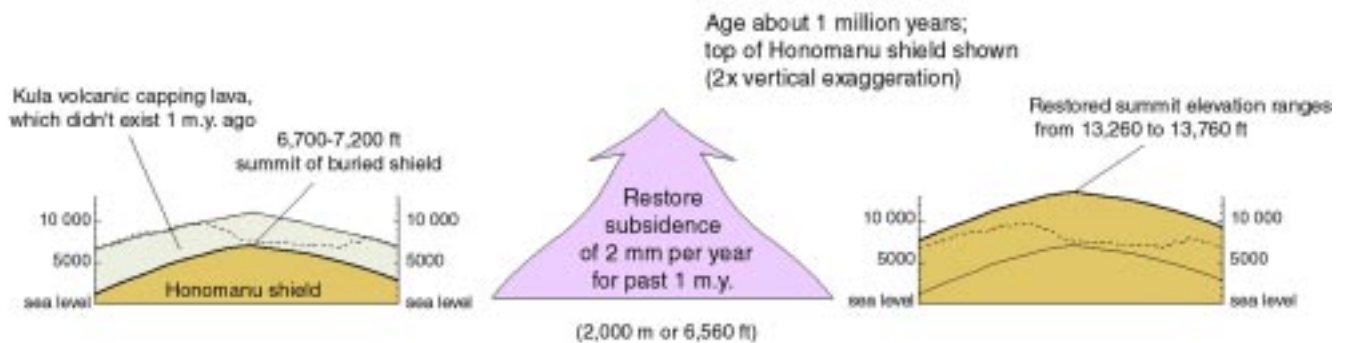 Age about 1 million years;
top of Honomanu shield shown
(2x vertical exaggeration)
Kula volcanic capping lava,
which didn't exist 1 m.y. ago
6,700-7,200 ft
summit of buried shield
10 000
5000
sea level
Honomanu shield
10 000
5000
sea level
Restore
subsidence
of 2 mm per year
for past 1 m.y.
(2,000 m or 6,560 ft)
Restored summit elevation ranges
from 13,260 to 13,760 ft
10 000
5000
sea level
10 000
5000
sea level